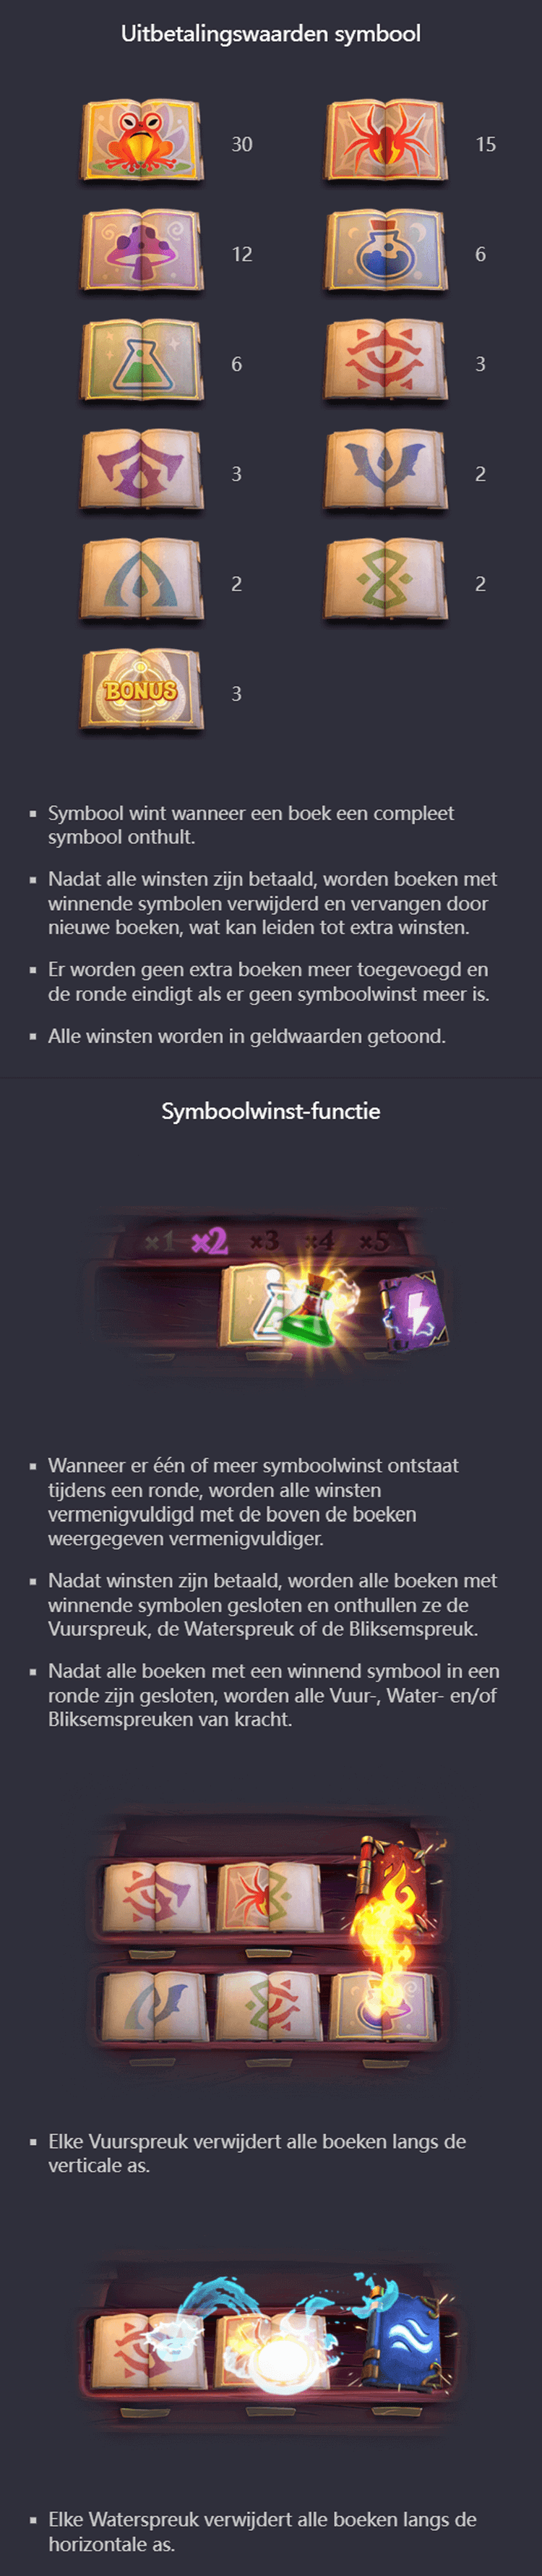 Uitbetalingswaarden symbool
30
15
12
6
6
3
3
2
2
2
BONUS
3
Symbool wint wanneer een boek een compleet
symbool onthult.
Nadat alle winsten zijn betaald, worden boeken met
winnende symbolen verwijderd en vervangen door
nieuwe boeken, wat kan leiden tot extra winsten.
Er worden geen extra boeken meer toegevoegd en
de ronde eindigt als er geen symboolwinst meer is.
Alle winsten worden in geldwaarden getoond.
Symboolwinst-functie
x1 x2 x3 x4 x5
Wanneer er één of meer symboolwinst ontstaat
tijdens een ronde, worden alle winsten
vermenigvuldigd met de boven de boeken
weergegeven vermenigvuldiger.
Nadat winsten zijn betaald, worden alle boeken met
winnende symbolen gesloten en onthullen ze de
Vuurspreuk, de Waterspreuk of de Bliksemspreuk.
Nadat alle boeken met een winnend symbool in een
ronde zijn gesloten, worden alle Vuur-, Water- en/of
Bliksemspreuken van kracht.
Elke Vuurspreuk verwijdert alle boeken langs de
verticale as.
Elke Waterspreuk verwijdert alle boeken langs de
horizontale as.